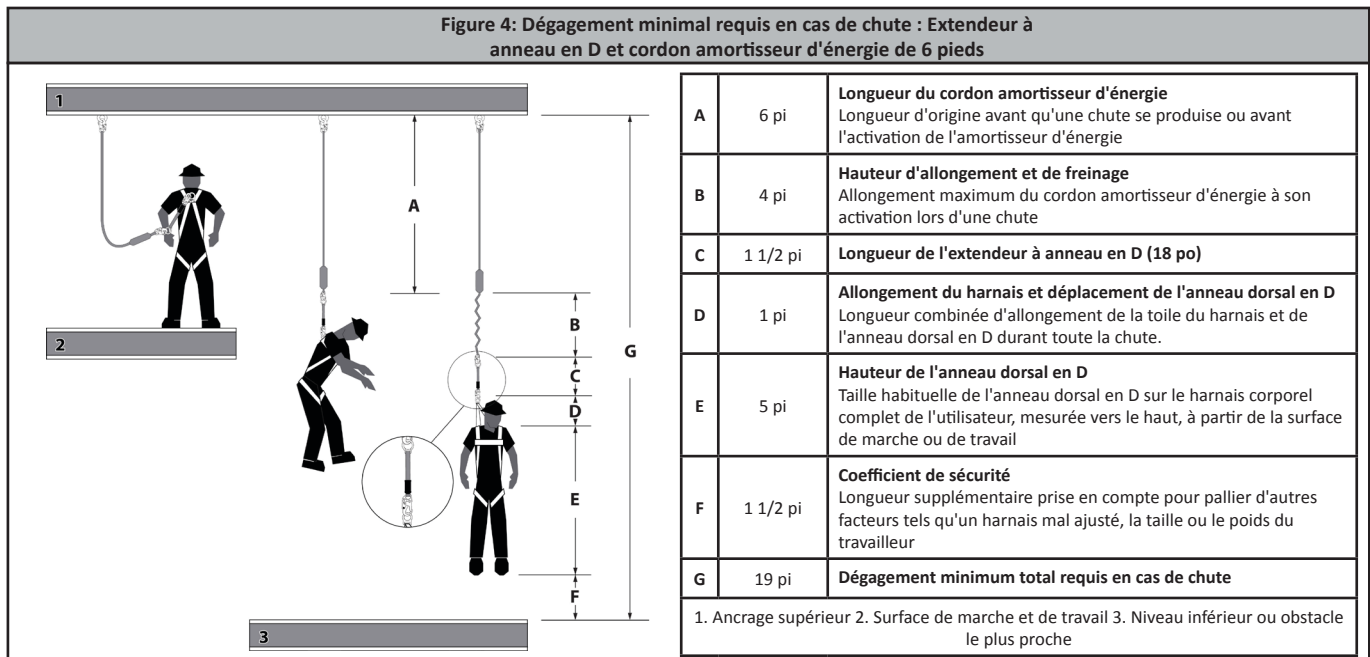 Figure 4: Dégagement minimal requis en cas de chute : Extendeur à
anneau en D et cordon amortisseur d'énergie de 6 pieds
1
2
A
B
C
D
E
F
G
3
A
6 pi
Longueur du cordon amortisseur d'énergie
Longueur d'origine avant qu'une chute se produise ou avant
l'activation de l'amortisseur d'énergie
B
4 pi
Hauteur d'allongement et de freinage
Allongement maximum du cordon amortisseur d'énergie à son
activation lors d'une chute
C
1 1/2 pi
Longueur de l'extendeur à anneau en D (18 po)
D
1 pi
Allongement du harnais et déplacement de l'anneau dorsal en D
Longueur combinée d'allongement de la toile du harnais et de
l'anneau dorsal en D durant toute la chute.
E
5 pi
Hauteur de l'anneau dorsal en D
Taille habituelle de l'anneau dorsal en D sur le harnais corporel
complet de l'utilisateur, mesurée vers le haut, à partir de la surface
de marche ou de travail
F
1 1/2 pi
Coefficient de sécurité
Longueur supplémentaire prise en compte pour pallier d'autres
facteurs tels qu'un harnais mal ajusté, la taille ou le poids du
travailleur
G
19 pi
Dégagement minimum total requis en cas de chute
1. Ancrage supérieur 2. Surface de marche et de travail 3. Niveau inférieur ou obstacle
le plus proche